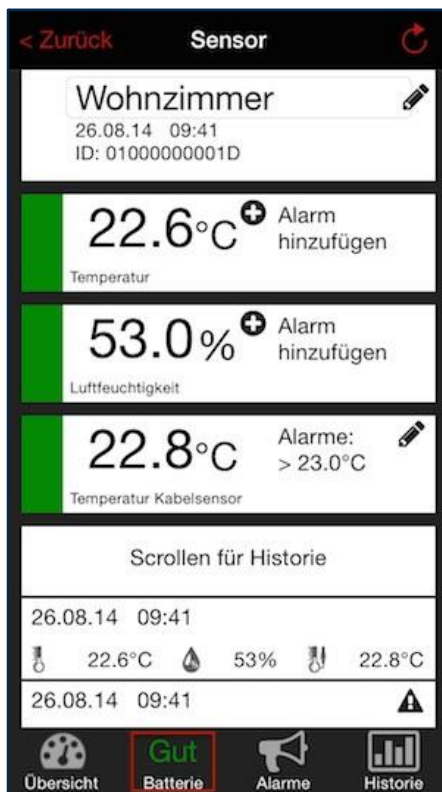 < Zurück Sensor
Wohnzimmer
26.08.14 09:41
ID: 01000000001D
22.6°C Alarm hinzufügen
Temperatur
53.0% Alarm hinzufügen
Luftfeuchtigkeit
22.8°C Alarme: > 23.0°C
Temperatur Kabelsensor
Scrollen für Historie
26.08.14 09:41
22.6°C 53% 22.8°C
26.08.14 09:41
Gut
Übersicht Batterie Alarme Historie